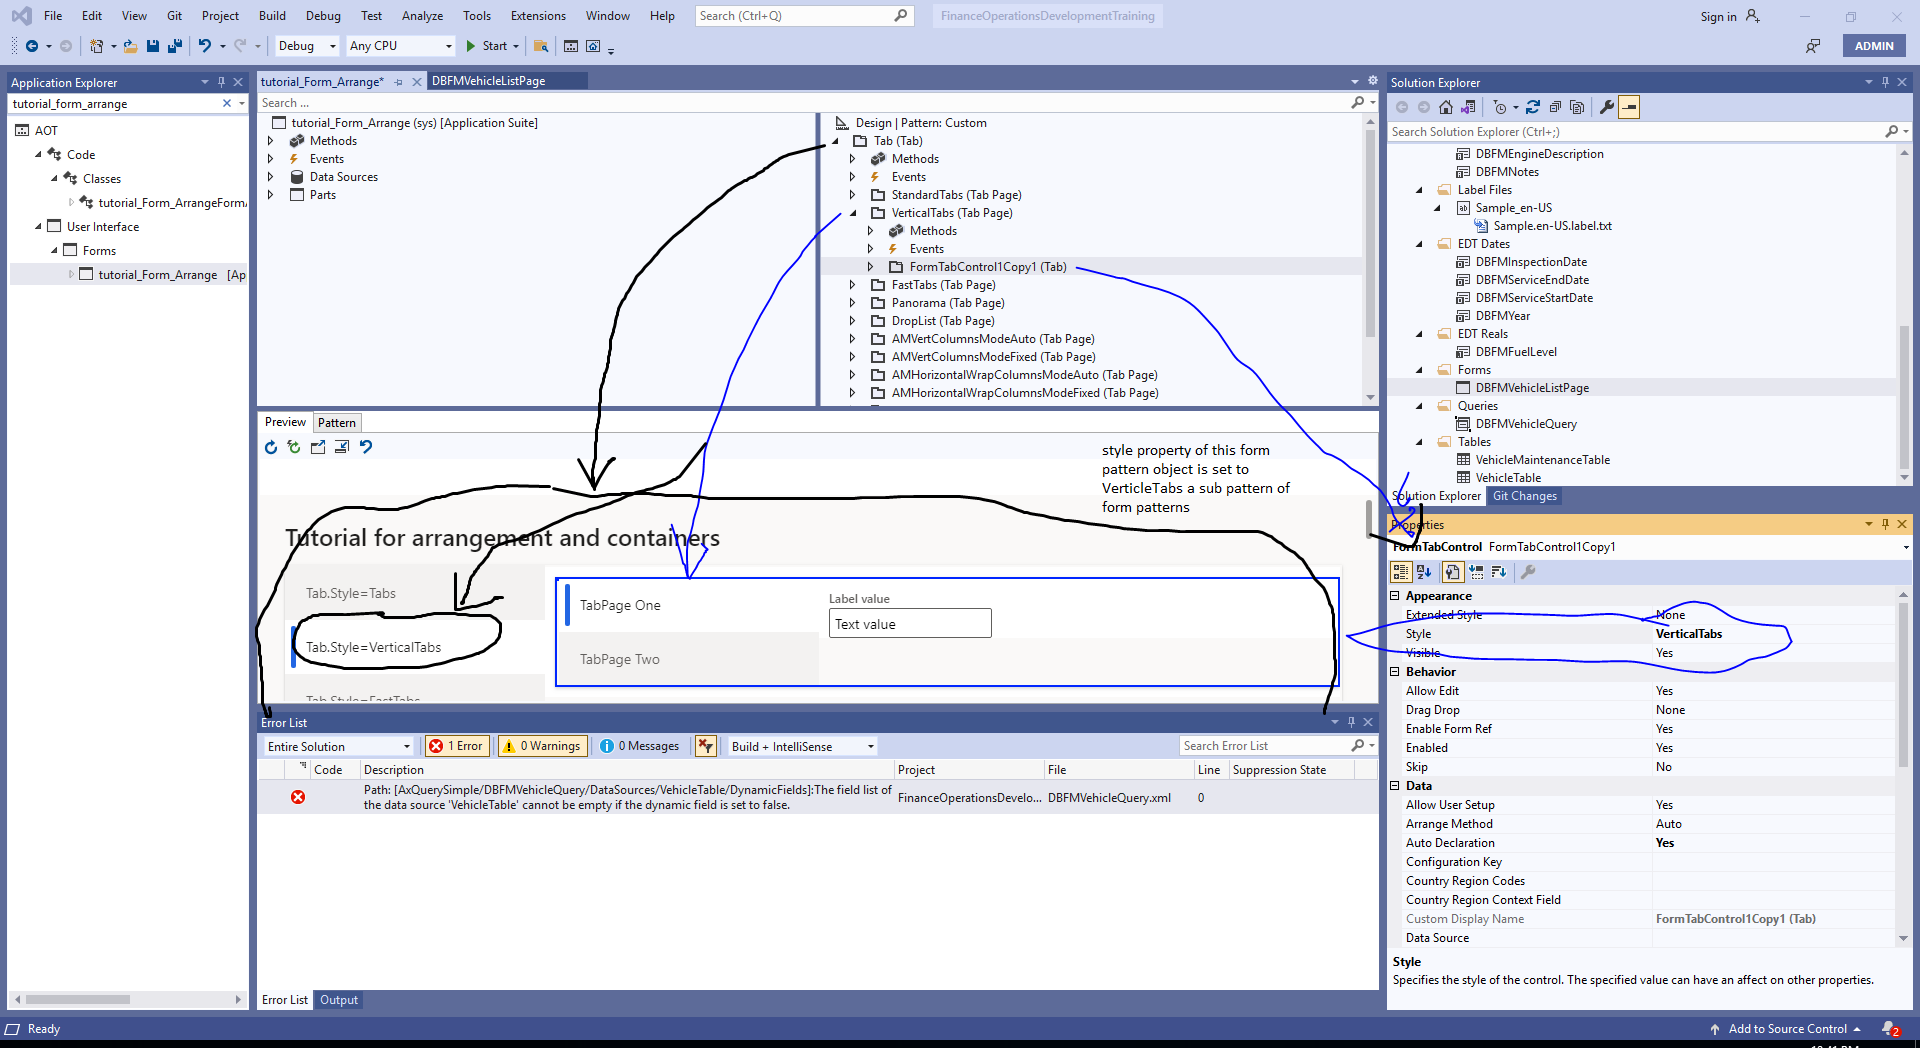 File Edit View Git Project Build Debug Test Analyze Tools Extensions Window Help Search (Ctrl+Q) FinanceOperationsDevelopmentTraining Sign in
Debug Any CPU Start ADMIN
Application Explorer
tutorial_form_arrange
AOT
Code
Classes
tutorial_Form_ArrangeForm
User Interface
Forms
tutorial_Form_Arrange [Ap
tutorial_Form_Arrange* DBFMVehicleListPage
Search ...
tutorial_Form_Arrange (sys) [Application Suite]
Methods
Events
Data Sources
Parts
Design | Pattern: Custom
Tab (Tab)
Methods
Events
StandardTabs (Tab Page)
VerticalTabs (Tab Page)
Methods
Events
FormTabControl1Copy1 (Tab)
FastTabs (Tab Page)
Panorama (Tab Page)
DropList (Tab Page)
AMVertColumnsModeAuto (Tab Page)
AMVertColumnsModeFixed (Tab Page)
AMHorizontalWrapColumnsModeAuto (Tab Page)
AMHorizontalWrapColumnsModeFixed (Tab Page)
Preview Pattern
style property of this form
pattern object is set to
VerticleTabs a sub pattern of
form patterns
Tutorial for arrangement and containers
Tab.Style=Tabs
Tab.Style=VerticalTabs
Tab.Style=FastTabs
TabPage One
TabPage Two
Label value
Text value
Error List
Entire Solution 1 Error 0 Warnings 0 Messages Build + IntelliSense Search Error List
Code Description Project File Line Suppression State
Path: [AxQuerySimple/DBFMVehicleQuery/DataSources/VehicleTable/DynamicFields]:The field list of
the data source 'VehicleTable' cannot be empty if the dynamic field is set to false.
FinanceOperationsDevelo... DBFMVehicleQuery.xml 0
Error List Output
Solution Explorer
Search Solution Explorer (Ctrl+;)
DBFMEngineDescription
DBFMNotes
Label Files
Sample_en-US
Sample.en-US.label.txt
EDT Dates
DBFMInspectionDate
DBFMServiceEndDate
DBFMServiceStartDate
DBFMYear
EDT Reals
DBFMFuelLevel
Forms
DBFMVehicleListPage
Queries
DBFMVehicleQuery
Tables
VehicleMaintenanceTable
VehicleTable
Solution Explorer Git Changes
Properties
FormTabControl FormTabControl1Copy1
Appearance
Extended Style None
Style VerticalTabs
Visible Yes
Behavior
Allow Edit Yes
Drag Drop None
Enable Form Ref Yes
Enabled Yes
Skip No
Data
Allow User Setup Yes
Arrange Method Auto
Auto Declaration Yes
Configuration Key
Country Region Codes
Country Region Context Field
Custom Display Name FormTabControl1Copy1 (Tab)
Data Source
Style
Specifies the style of the control. The specified value can have an affect on other properties.
Ready Add to Source Control 2